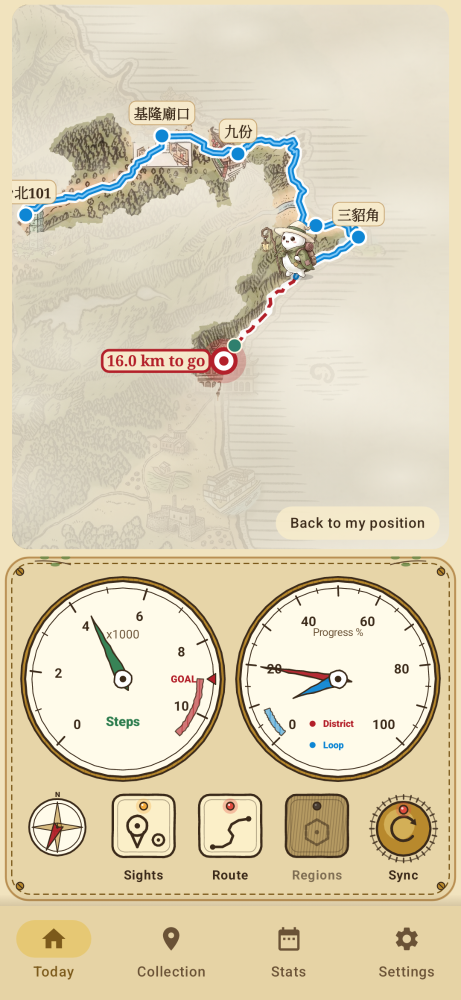 基隆廟口
九份
北101
三貂角
16.0 km to go
Back to my position
4
6
x1000
2
8
GOAL
10
0
Steps
40
60
Progress %
20
80
0
District
100
Loop
N
Sights
Route
Regions
Sync
Today
Collection
Stats
Settings